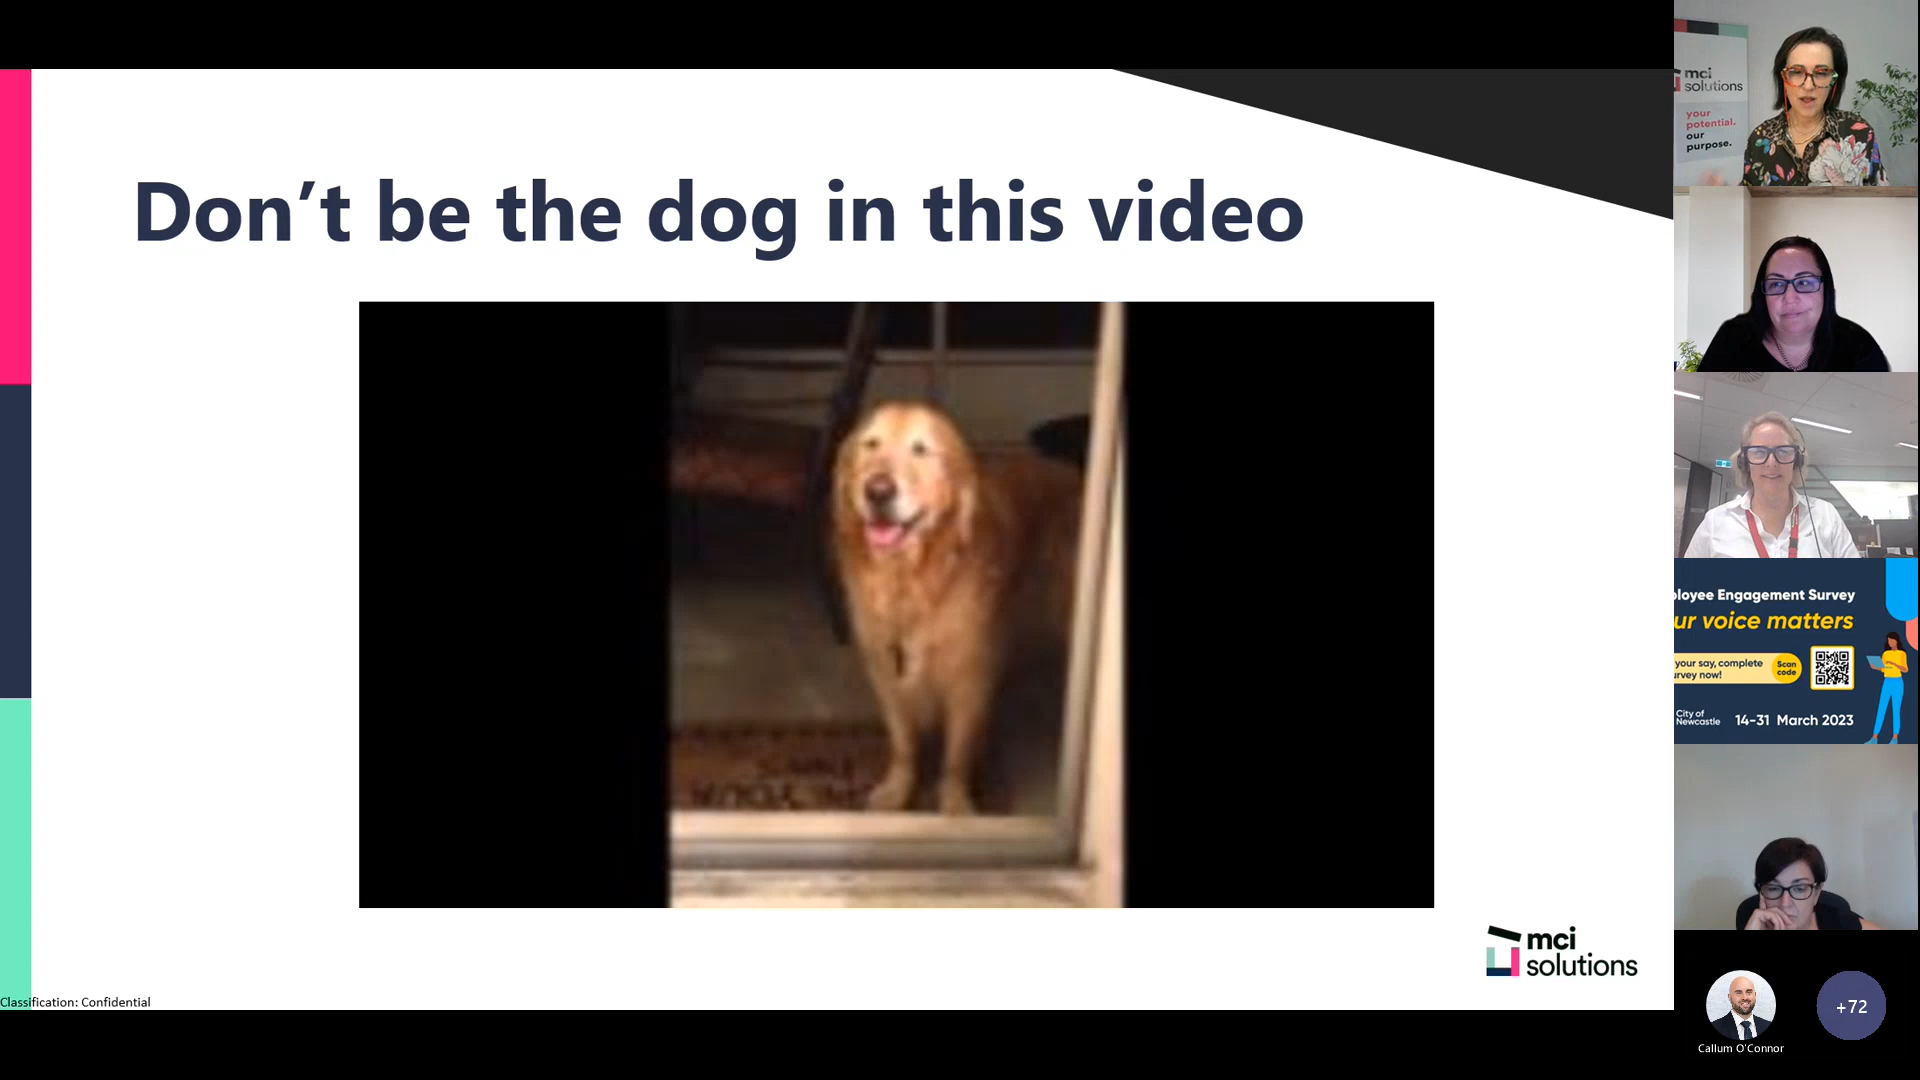 Don't be the dog in this video
mci
solutions
Classification: Confidential
mci
solutions
your
potential.
our
purpose.
ployee Engagement Survey
ur voice matters
your say, complete
rvey now!
Scan
code
City of
Newcastle
14-31 March 2023
Callum O'Connor
+72